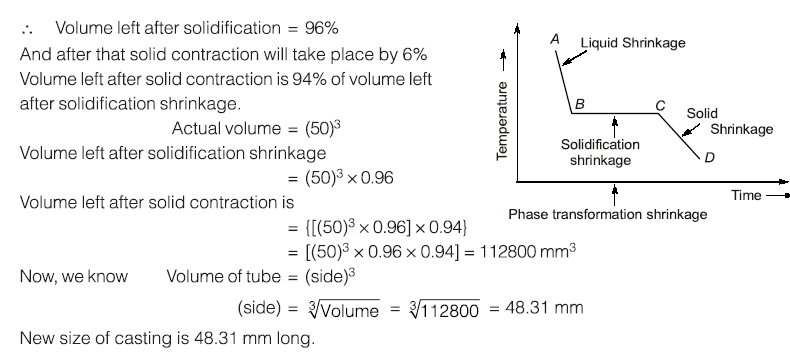 ∴ Volume left after solidification = 96%
And after that solid contraction will take place by 6%
Volume left after solid contraction is 94% of volume left
after solidification shrinkage.
Actual volume = (50)³
Volume left after solidification shrinkage
= (50)³ × 0.96
Volume left after solid contraction is
= {[(50)³ × 0.96] × 0.94}
= [(50)³ × 0.96 × 0.94] = 112800 mm³
Now, we know Volume of tube = (side)³
(side) = ∛Volume = ∛112800 = 48.31 mm
New size of casting is 48.31 mm long.
Temperature
A
Liquid Shrinkage
B
C
Solid
Shrinkage
Solidification
shrinkage
D
Time
Phase transformation shrinkage